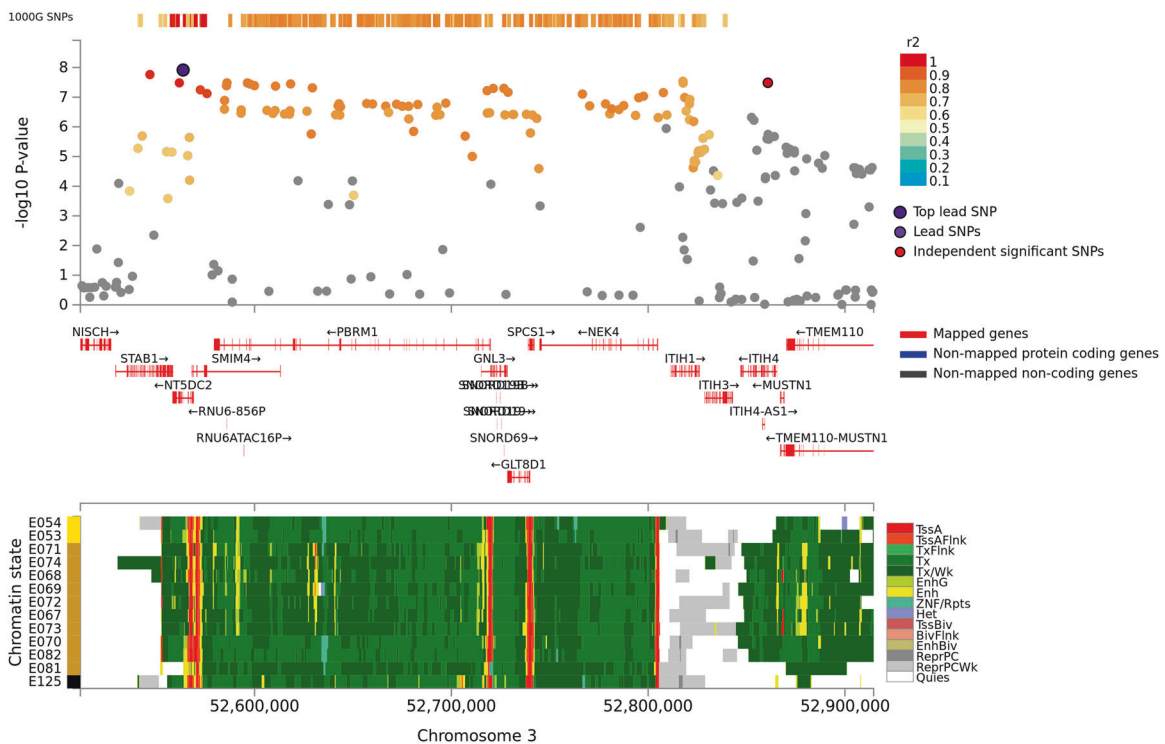 1000G SNPs
-log10 P-value
8
7
6
5
4
3
2
1
0
r2
1
0.9
0.8
0.7
0.6
0.5
0.4
0.3
0.2
0.1
Top lead SNP
Lead SNPs
Independent significant SNPs
NISCH→
←PBRM1
SPCS1→
←NEK4
←TMEM110
STAB1→
SMIM4→
GNL3→
ITIH1→
←ITIH4
←NT5DC2
ITIH3→
←MUSTN1
←RNU6-856P
ITIH4-AS1→
RNU6ATAC16P→
SNORD69→
←TMEM110-MUSTN1
←GLT8D1
Mapped genes
Non-mapped protein coding genes
Non-mapped non-coding genes
Chromatin state
E054
E053
E071
E074
E068
E069
E072
E067
E073
E070
E082
E081
E125
TssA
TssAFlnk
TxFlnk
Tx
Tx/Wk
EnhG
Enh
ZNF/Rpts
Het
TssBiv
BivFlnk
EnhBiv
ReprPC
ReprPCWk
Quies
52,600,000
52,700,000
52,800,000
52,900,000
Chromosome 3